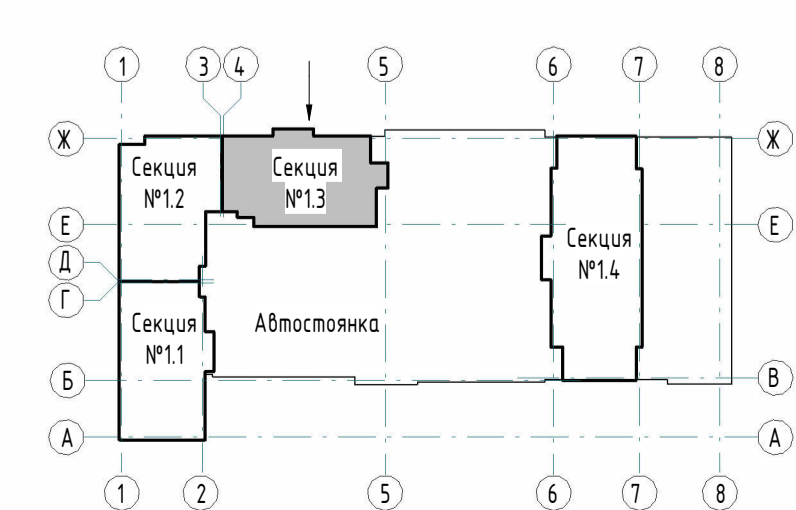 1 3 4 5 6 7 8
Ж Ж
Секция
№1.2
Секция
№1.3
Е Е
Секция
№1.4
Д
Г
Секция
№1.1
Автостоянка
Б В
А А
1 2 5 6 7 8